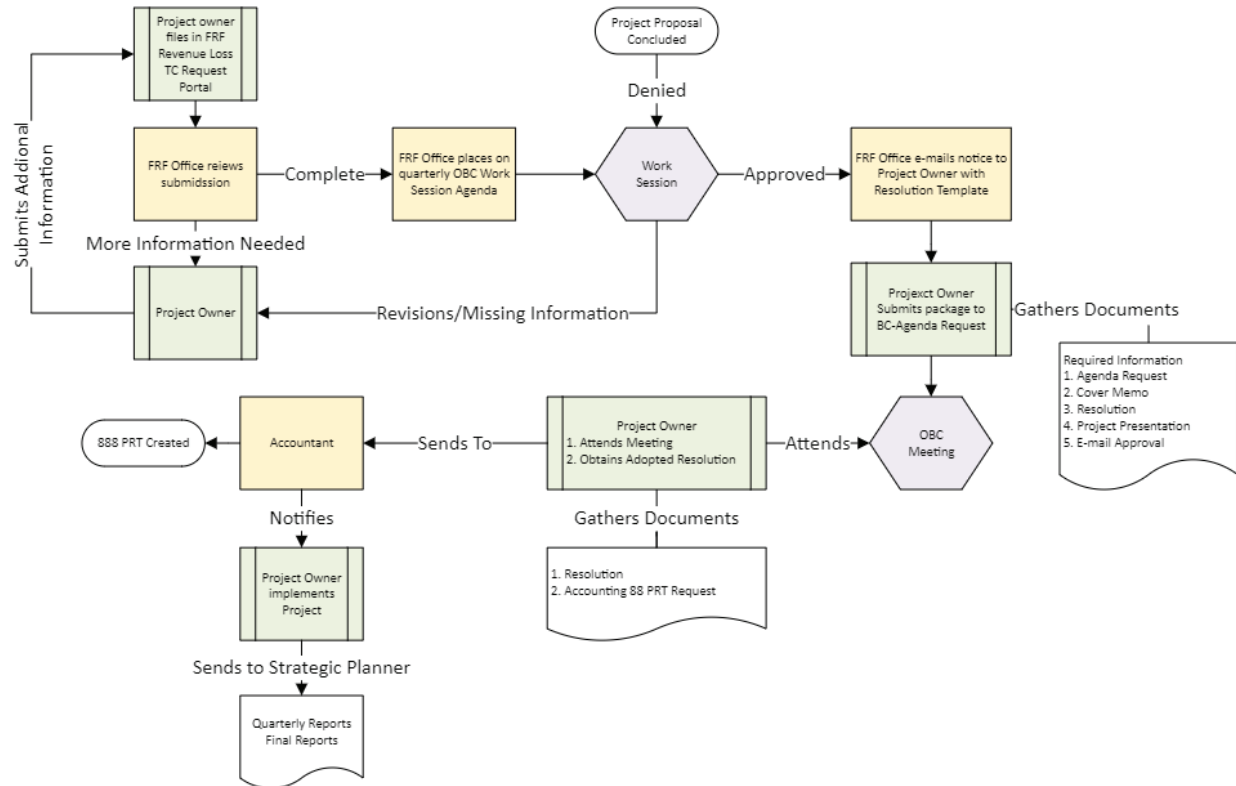 Project owner
files in FRF
Revenue Loss
TC Request
Portal
Project Proposal
Concluded
Denied
Submits Addional
Information
FRF Office reiews
submidssion
Complete
FRF Office places on
quarterly OBC Work
Session Agenda
Work
Session
Approved
FRF Office e-mails notice to
Project Owner with
Resolution Template
More Information Needed
Project Owner
Revisions/Missing Information
Projexct Owner
Submits package to
BC-Agenda Request
Gathers Documents
Required Information
1. Agenda Request
2. Cover Memo
3. Resolution
4. Project Presentation
5. E-mail Approval
888 PRT Created
Accountant
Sends To
Project Owner
1. Attends Meeting
2. Obtains Adopted Resolution
Attends
OBC
Meeting
Notifies
Gathers Documents
1. Resolution
2. Accounting 88 PRT Request
Project Owner
implements
Project
Sends to Strategic Planner
Quarterly Reports
Final Reports